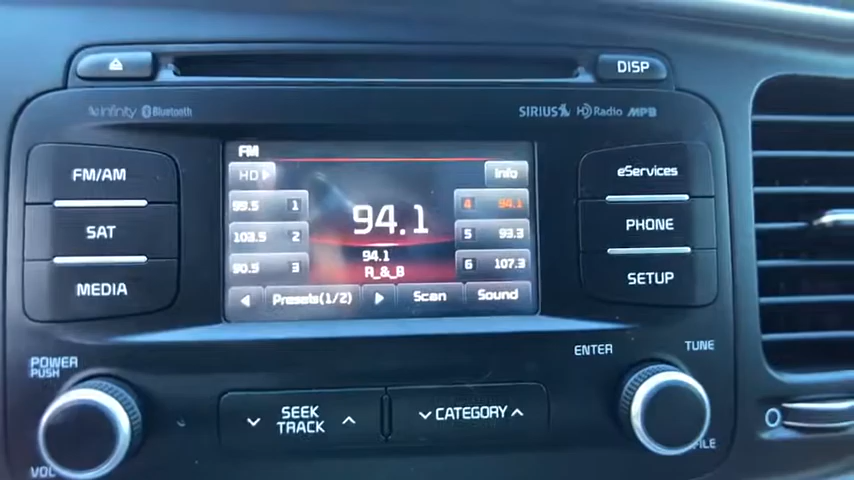 DISP
infinity Bluetooth
SIRIUS HD Radio MP3
FM/AM
SAT
MEDIA
FM
HD
Info
99.5 1
103.5 2
90.5 3
94.1
94.1
R_&_B
4 94.1
5 93.3
6 107.3
Presets(1/2)
Scan
Sound
eServices
PHONE
SETUP
POWER
PUSH
VOL
SEEK
TRACK
CATEGORY
ENTER
TUNE
FILE